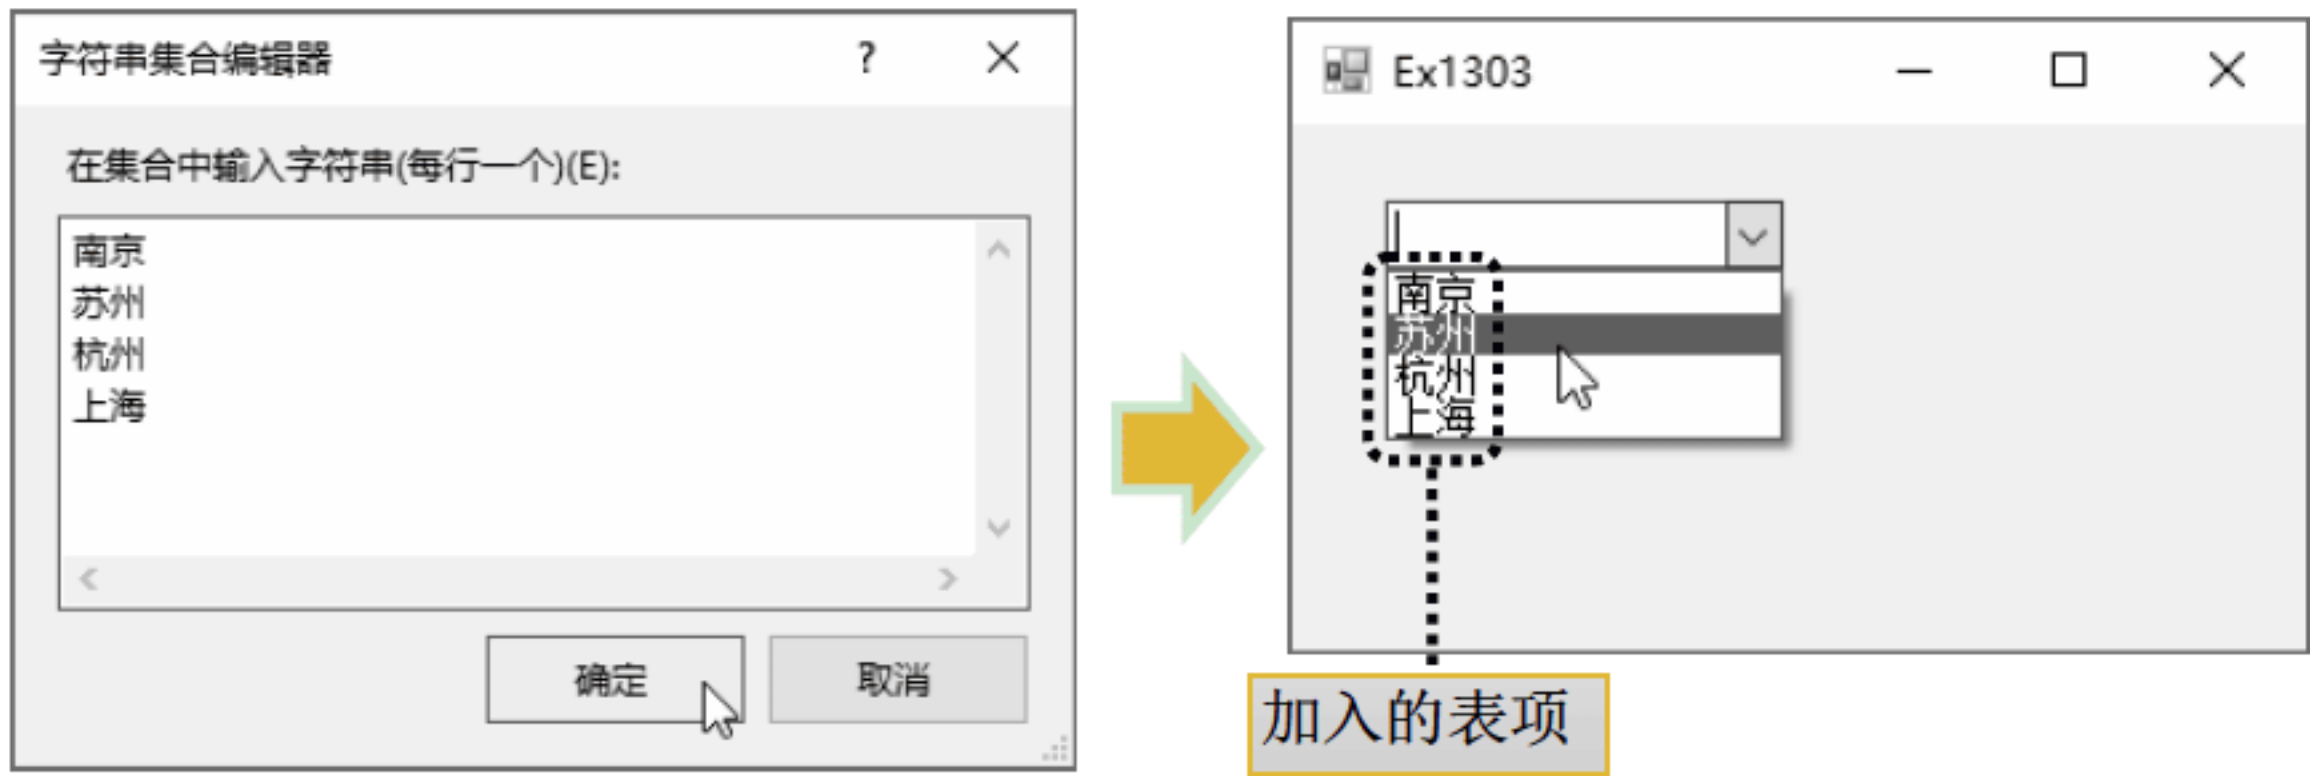 字符串集合编辑器
?
在集合中输入字符串(每行一个)(E):
南京
苏州
杭州
上海
确定
取消
Ex1303
南京
苏州
杭州
上海
加入的表项